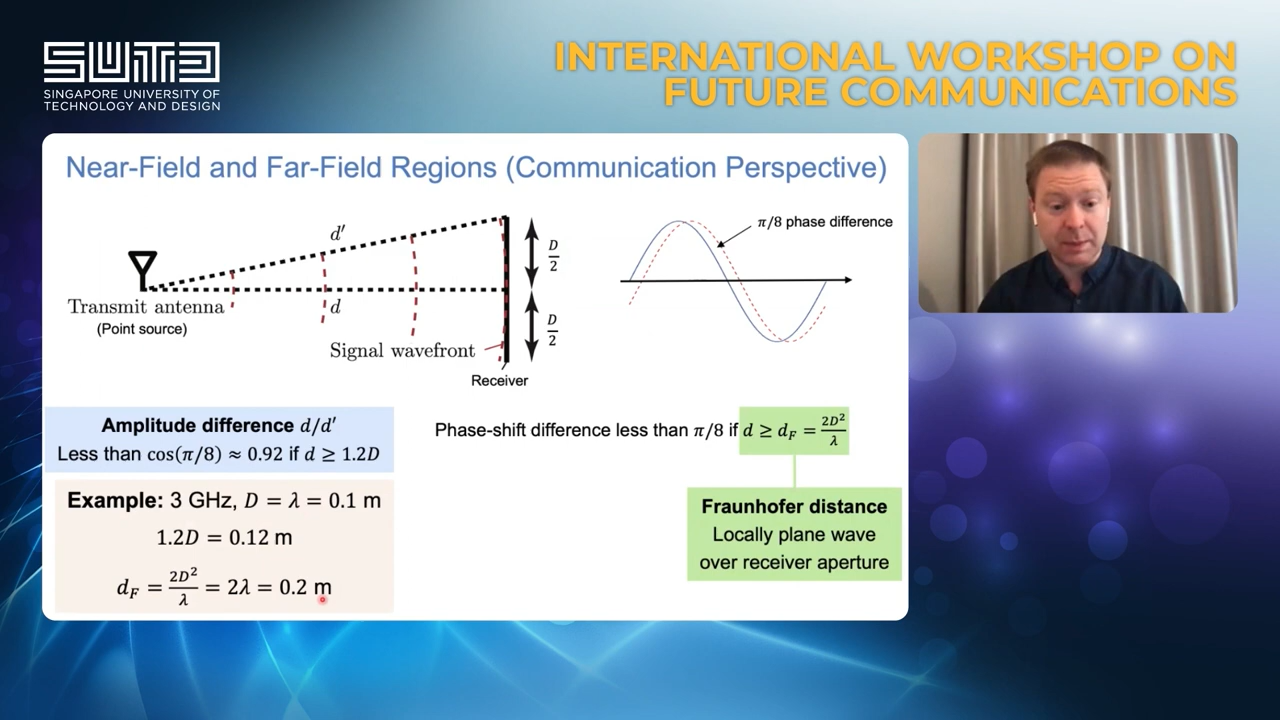 SUTD
SINGAPORE UNIVERSITY OF
TECHNOLOGY AND DESIGN
INTERNATIONAL WORKSHOP ON
FUTURE COMMUNICATIONS
Near-Field and Far-Field Regions (Communication Perspective)
d′
D/2
π/8 phase difference
Transmit antenna
(Point source)
d
D/2
Signal wavefront
Receiver
Amplitude difference d/d′
Less than cos(π/8) ≈ 0.92 if d ≥ 1.2D
Phase-shift difference less than π/8 if d ≥ d_F = 2D²/λ
Example: 3 GHz, D = λ = 0.1 m
1.2D = 0.12 m
d_F = 2D²/λ = 2λ = 0.2 m
Fraunhofer distance
Locally plane wave
over receiver aperture